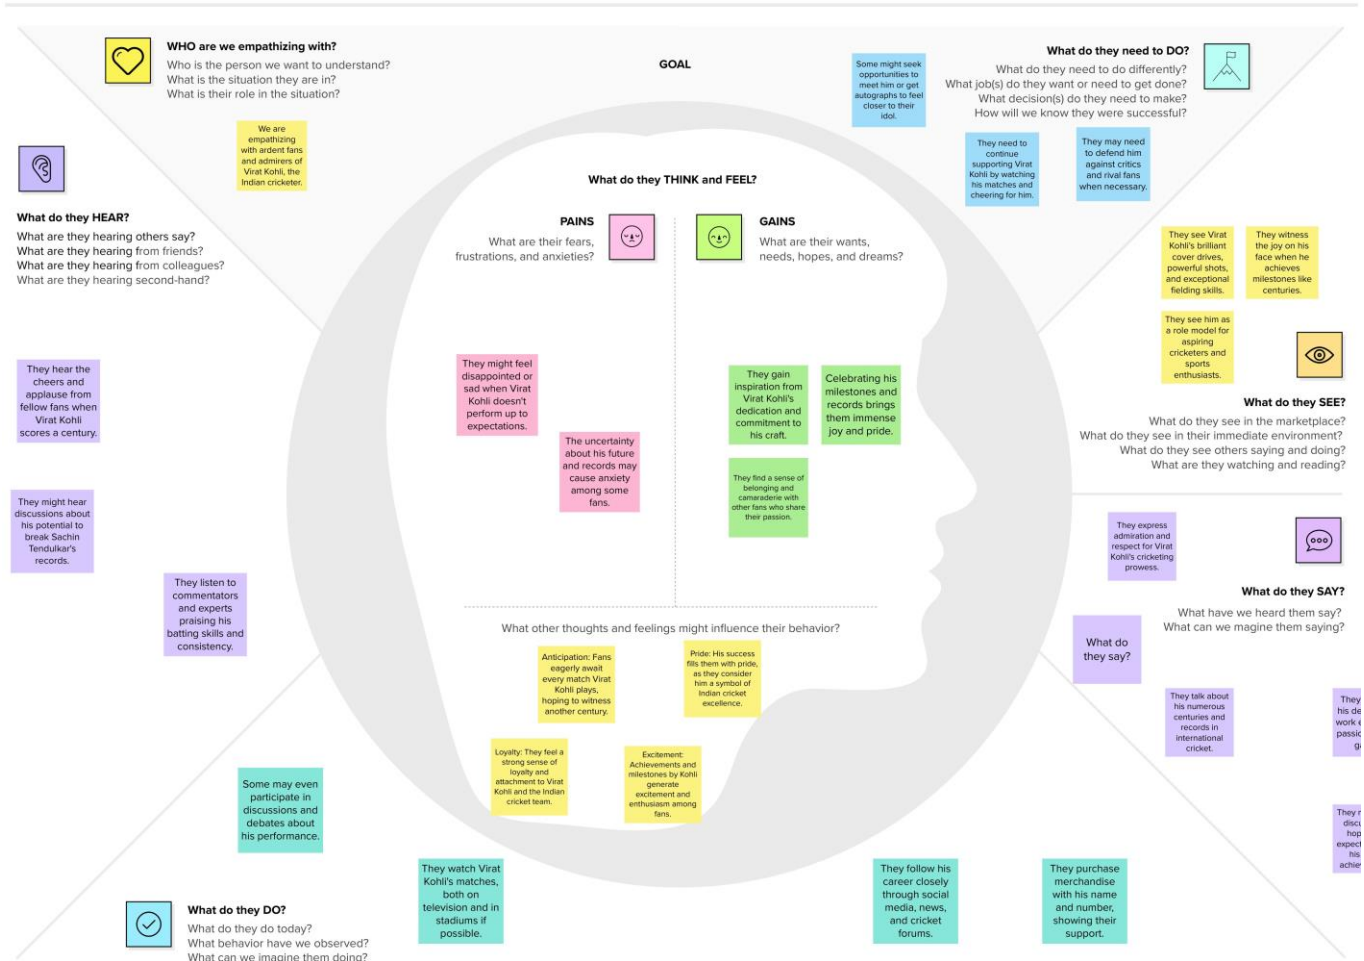 WHO are we empathizing with?
Who is the person we want to understand?
What is the situation they are in?
What is their role in the situation?
We are
empathizing
with ardent fans
and admirers of
Virat Kohli, the
Indian cricketer.
GOAL
Some might seek
opportunities to
meet him or get
autographs to feel
closer to their
idol.
What do they need to DO?
What do they need to do differently?
What job(s) do they want or need to get done?
What decision(s) do they need to make?
How will we know they were successful?
They need to
continue
supporting Virat
Kohli by watching
his matches and
cheering for him.
They may need
to defend him
against critics
and rival fans
when necessary.
What do they HEAR?
What are they hearing others say?
What are they hearing from friends?
What are they hearing from colleagues?
What are they hearing second-hand?
They hear the
cheers and
applause from
fellow fans when
Virat Kohli
scores a century.
They might hear
discussions about
his potential to
break Sachin
Tendulkar's
records.
They listen to
commentators
and experts
praising his
batting skills and
consistency.
What do they THINK and FEEL?
PAINS
What are their fears,
frustrations, and anxieties?
They might feel
disappointed or
sad when Virat
Kohli doesn't
perform up to
expectations.
The uncertainty
about his future
and records may
cause anxiety
among some
fans.
GAINS
What are their wants,
needs, hopes, and dreams?
They gain
inspiration from
Virat Kohli's
dedication and
commitment to
his craft.
Celebrating his
milestones and
records brings
them immense
joy and pride.
They find a sense of
belonging and
camaraderie with
other fans who share
their passion.
What other thoughts and feelings might influence their behavior?
Anticipation: Fans
eagerly await
every match Virat
Kohli plays,
hoping to witness
another century.
Pride: His success
fills them with pride,
as they consider
him a symbol of
Indian cricket
excellence.
Loyalty: They feel a
strong sense of
loyalty and
attachment to Virat
Kohli and the Indian
cricket team.
Excitement:
Achievements and
milestones by Kohli
generate
excitement and
enthusiasm among
fans.
They see Virat
Kohli's brilliant
cover drives,
powerful shots,
and exceptional
fielding skills.
They witness
the joy on his
face when he
achieves
milestones like
centuries.
They see him as
a role model for
aspiring
cricketers and
sports
enthusiasts.
What do they SEE?
What do they see in the marketplace?
What do they see in their immediate environment?
What do they see others saying and doing?
What are they watching and reading?
They express
admiration and
respect for Virat
Kohli's cricketing
prowess.
What do they SAY?
What have we heard them say?
What can we magine them saying?
What do
they say?
They talk about
his numerous
centuries and
records in
international
cricket.
They
his de
work e
passio
ga
They m
discu
hop
expect
his
achiev
Some may even
participate in
discussions and
debates about
his performance.
They watch Virat
Kohli's matches,
both on
television and in
stadiums if
possible.
They follow his
career closely
through social
media, news,
and cricket
forums.
They purchase
merchandise
with his name
and number,
showing their
support.
What do they DO?
What do they do today?
What behavior have we observed?
What can we imagine them doing?